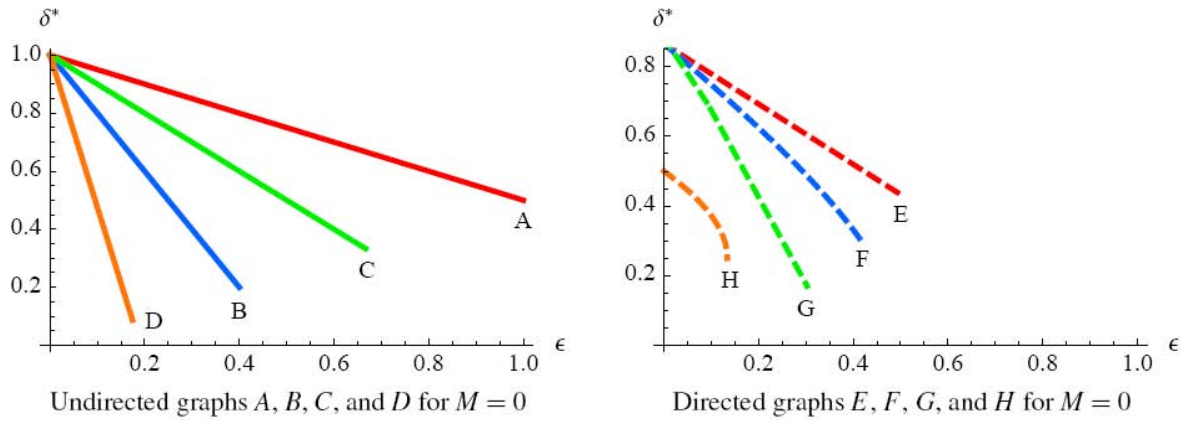 δ*
1.0
0.8
0.6
0.4
0.2
A
C
B
D
0.2 0.4 0.6 0.8 1.0 ϵ
Undirected graphs A, B, C, and D for M = 0
δ*
0.8
0.6
0.4
0.2
E
F
H
G
0.2 0.4 0.6 0.8 1.0 ϵ
Directed graphs E, F, G, and H for M = 0